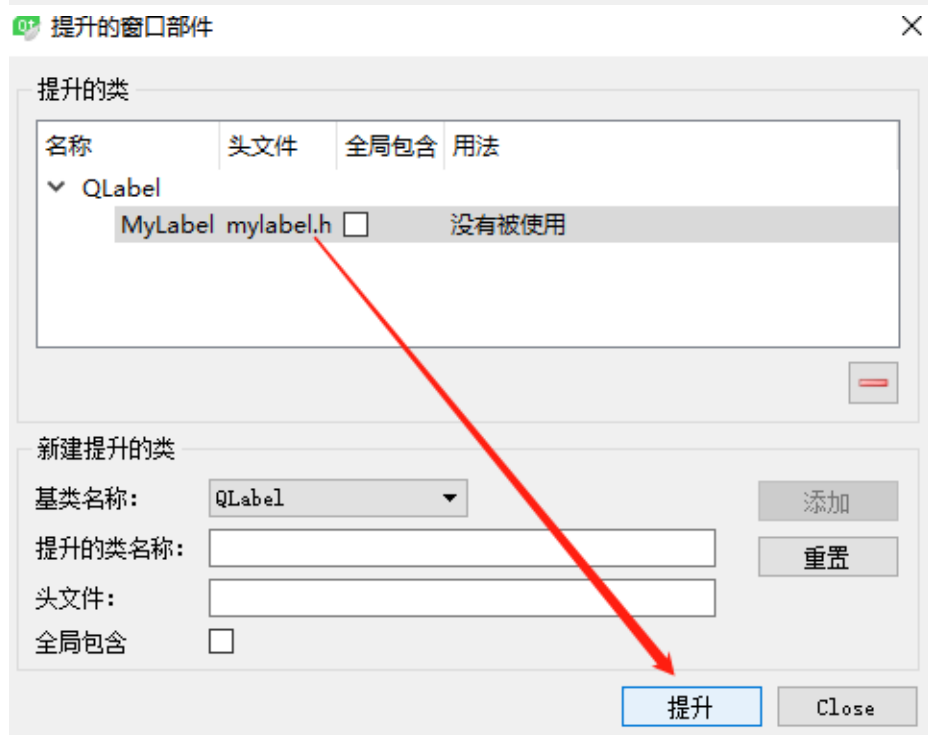 提升的窗口部件
提升的类
名称 头文件 全局包含 用法
QLabel
MyLabel mylabel.h 没有被使用
新建提升的类
基类名称: QLabel 添加
提升的类名称: 重置
头文件:
全局包含
提升 Close